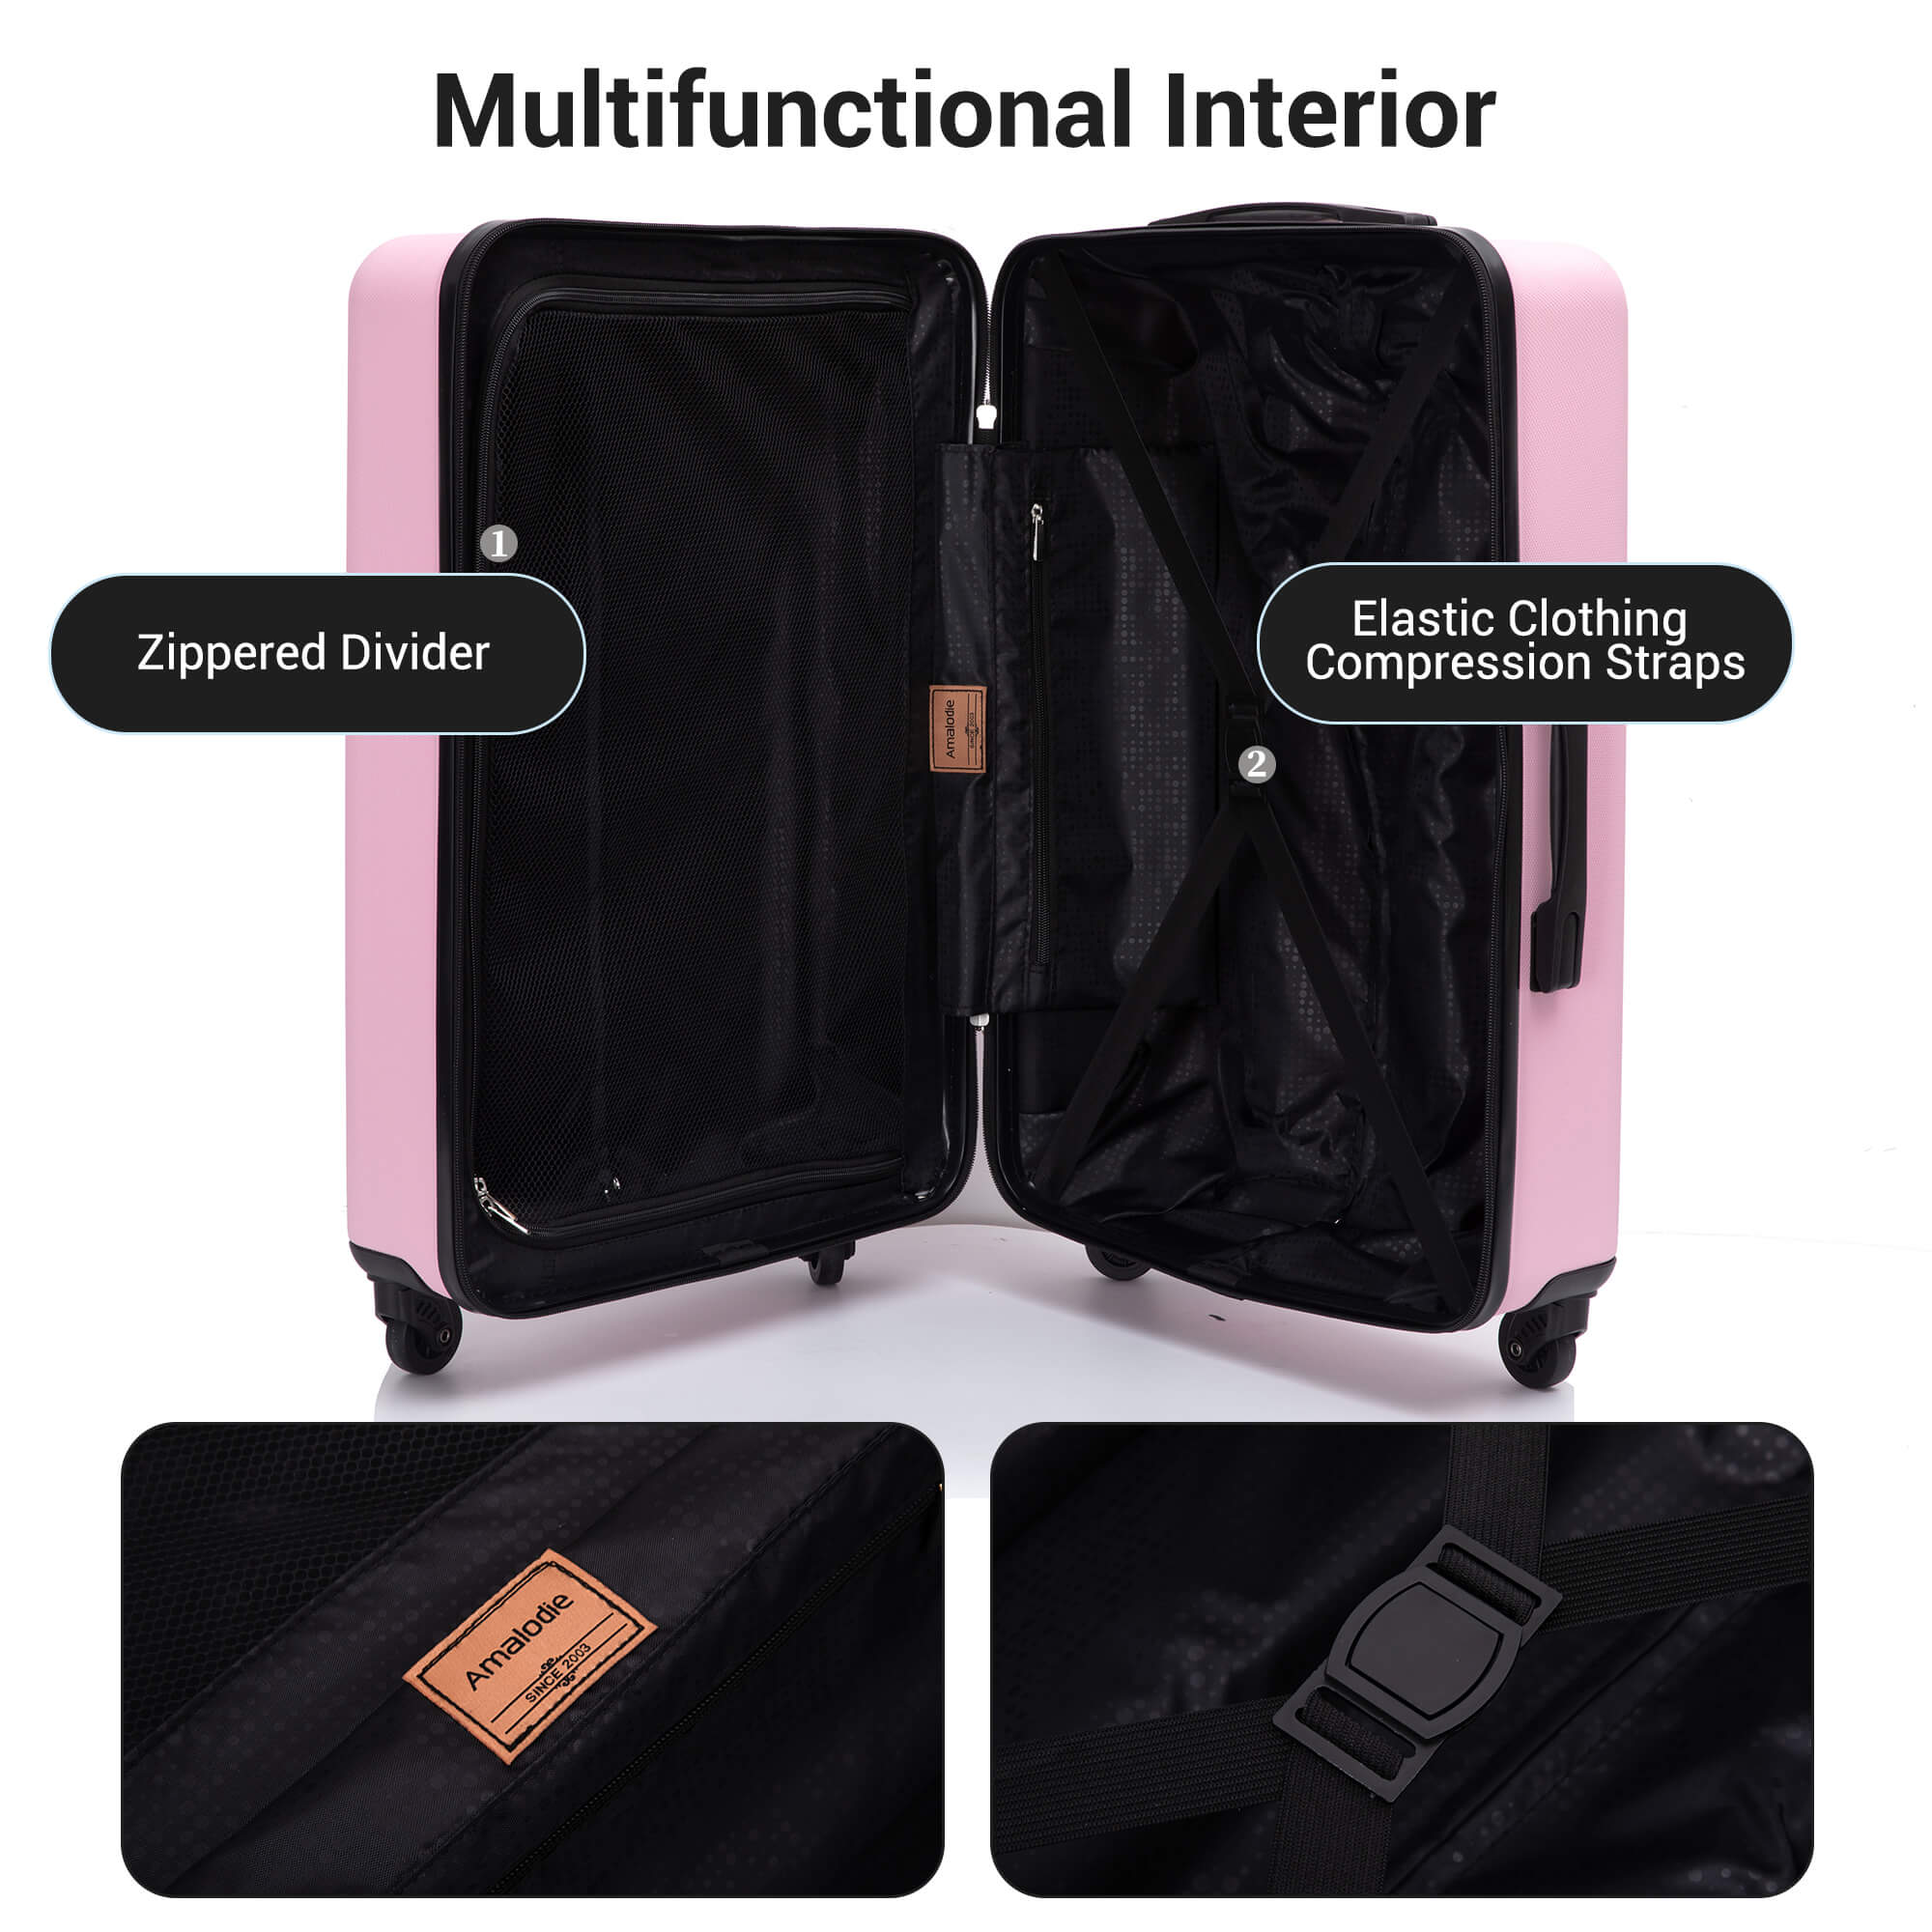 Multifunctional Interior
1
Zippered Divider
Elastic Clothing
Compression Straps
2
Amalodie
SINCE 2003
Amalodie
SINCE 2003